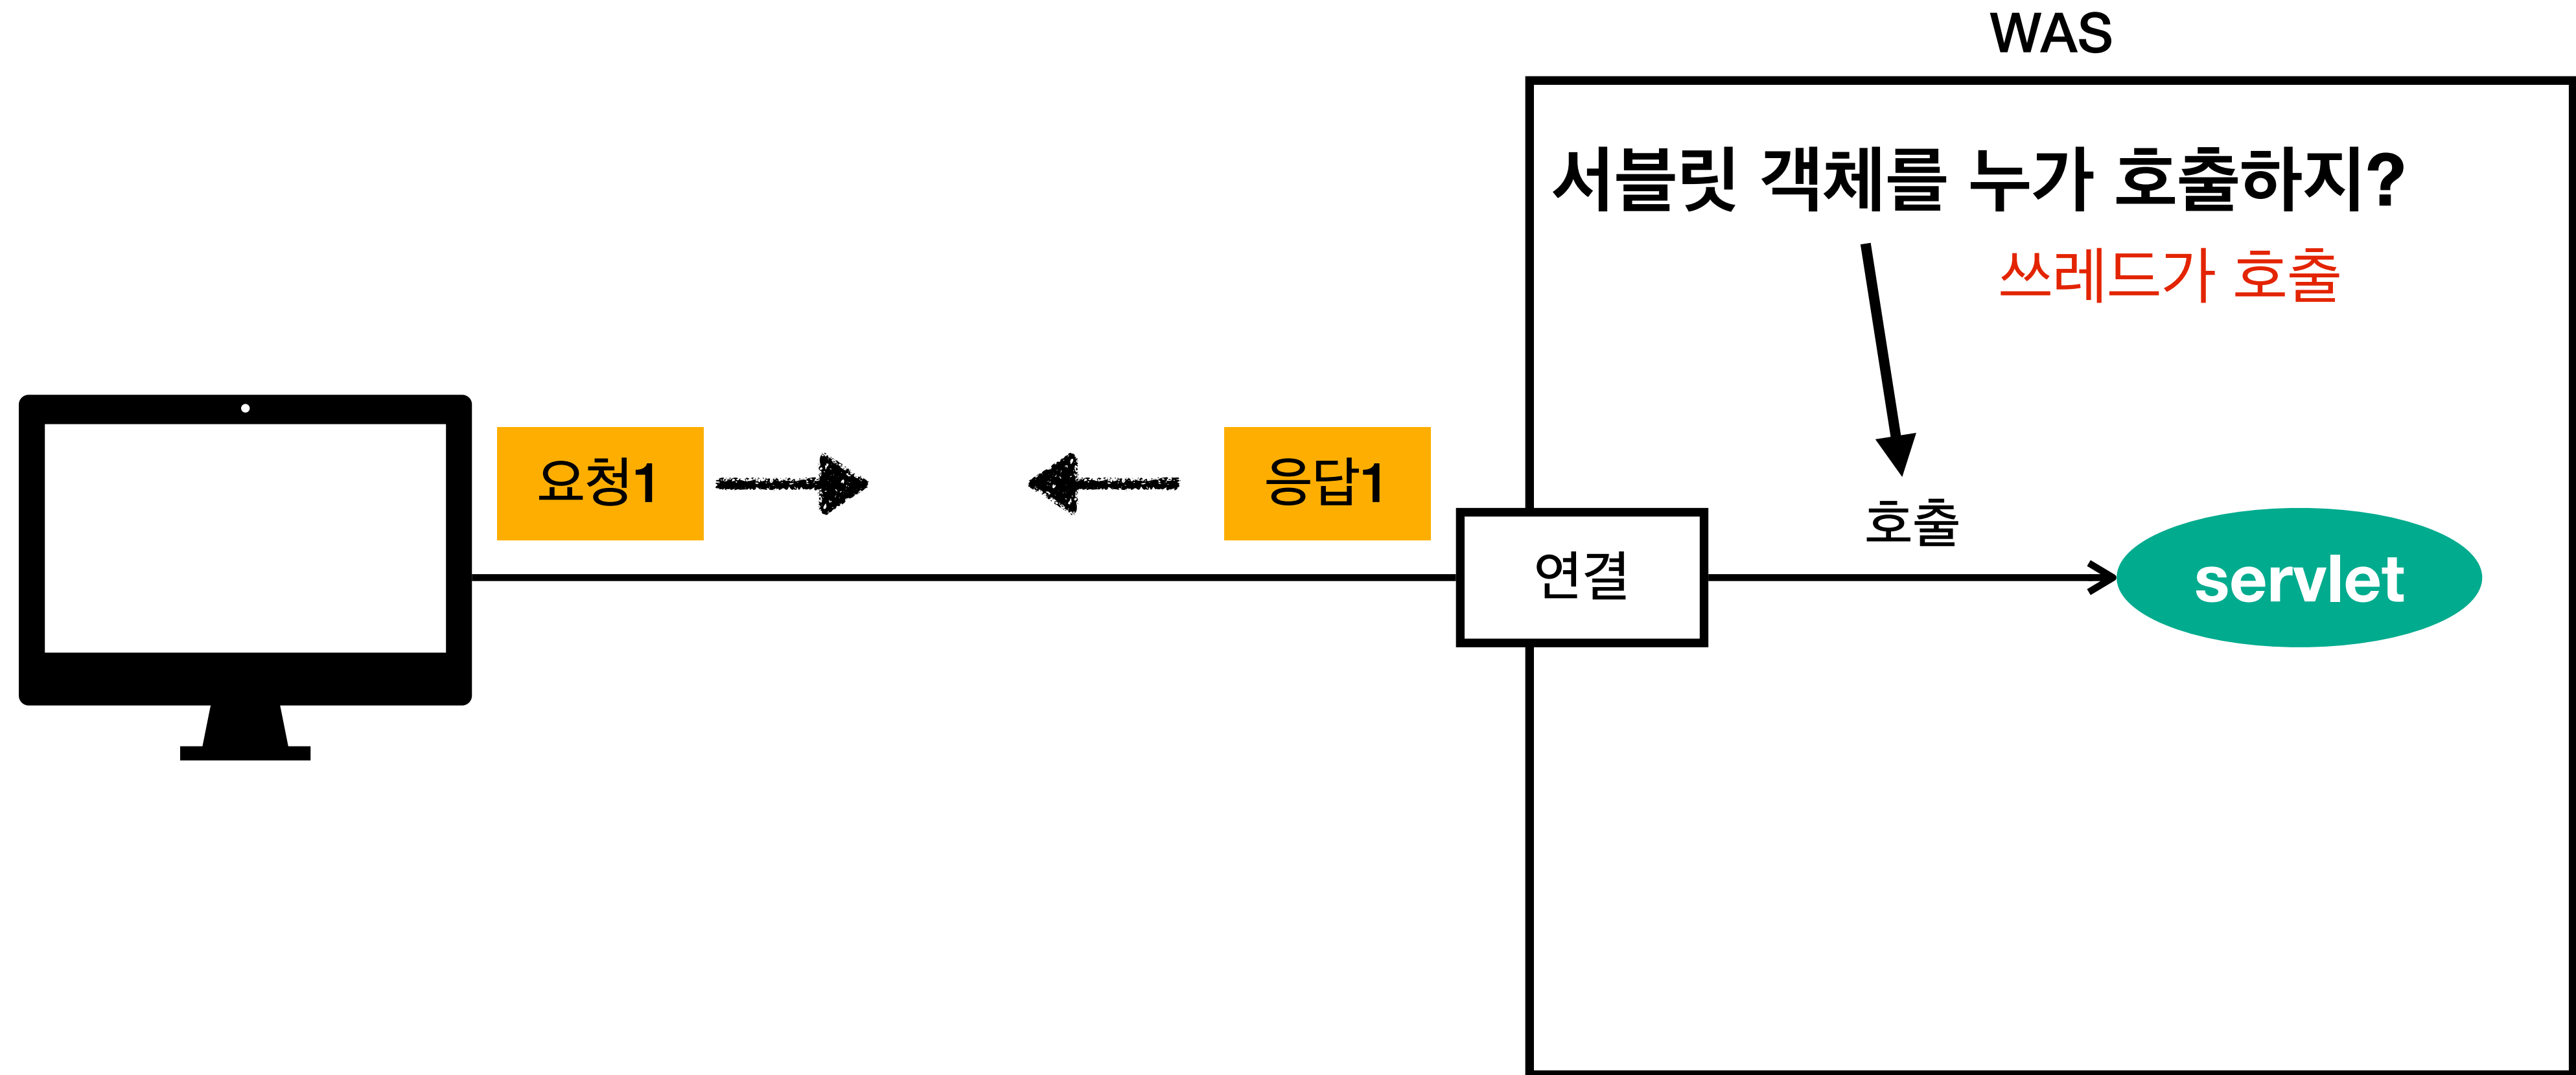 WAS
서블릿 객체를 누가 호출하지?
쓰레드가 호출
요청1
응답1
호출
연결
servlet